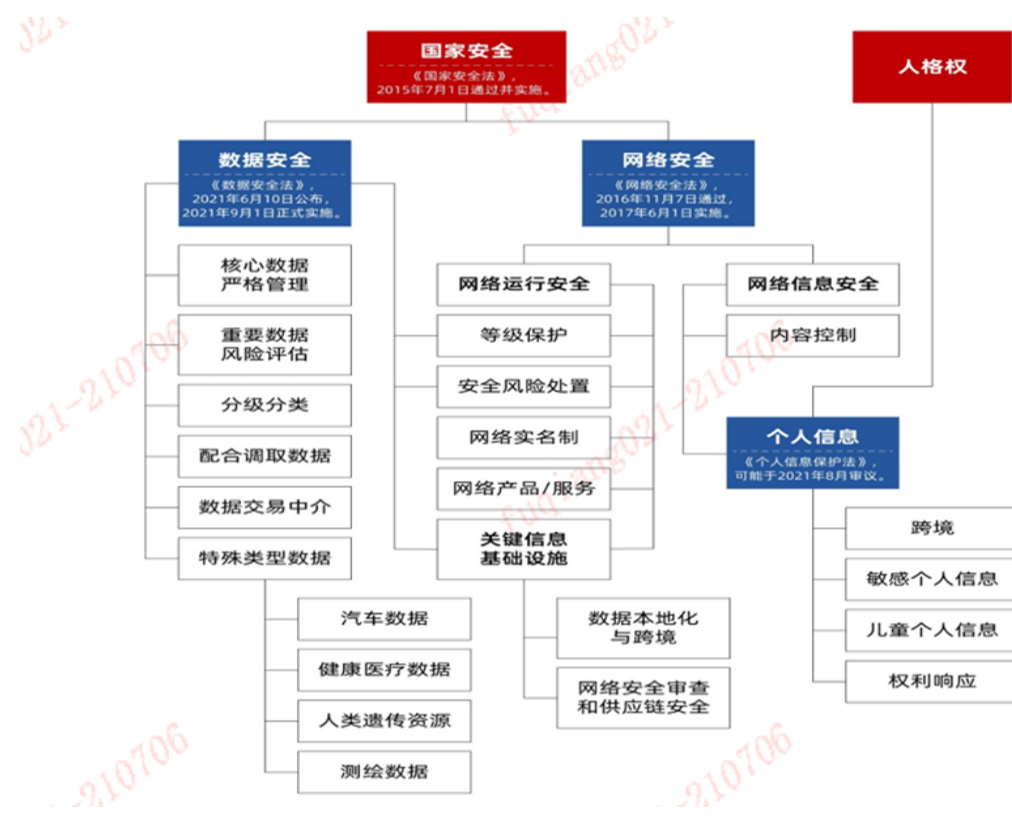 国家安全
《国家安全法》，
2015年7月1日通过并实施。
人格权
数据安全
《数据安全法》，
2021年6月10日公布，
2021年9月1日正式实施。
网络安全
《网络安全法》，
2016年11月7日通过，
2017年6月1日实施。
核心数据
严格管理
重要数据
风险评估
分级分类
配合调取数据
数据交易中介
特殊类型数据
汽车数据
健康医疗数据
人类遗传资源
测绘数据
网络运行安全
等级保护
安全风险处置
网络实名制
网络产品/服务
关键信息
基础设施
数据本地化
与跨境
网络安全审查
和供应链安全
网络信息安全
内容控制
个人信息
《个人信息保护法》，
可能于2021年8月审议。
跨境
敏感个人信息
儿童个人信息
权利响应
021-
fuqiang021-
021-210706
fuqiang021-210706
-210706
-210706